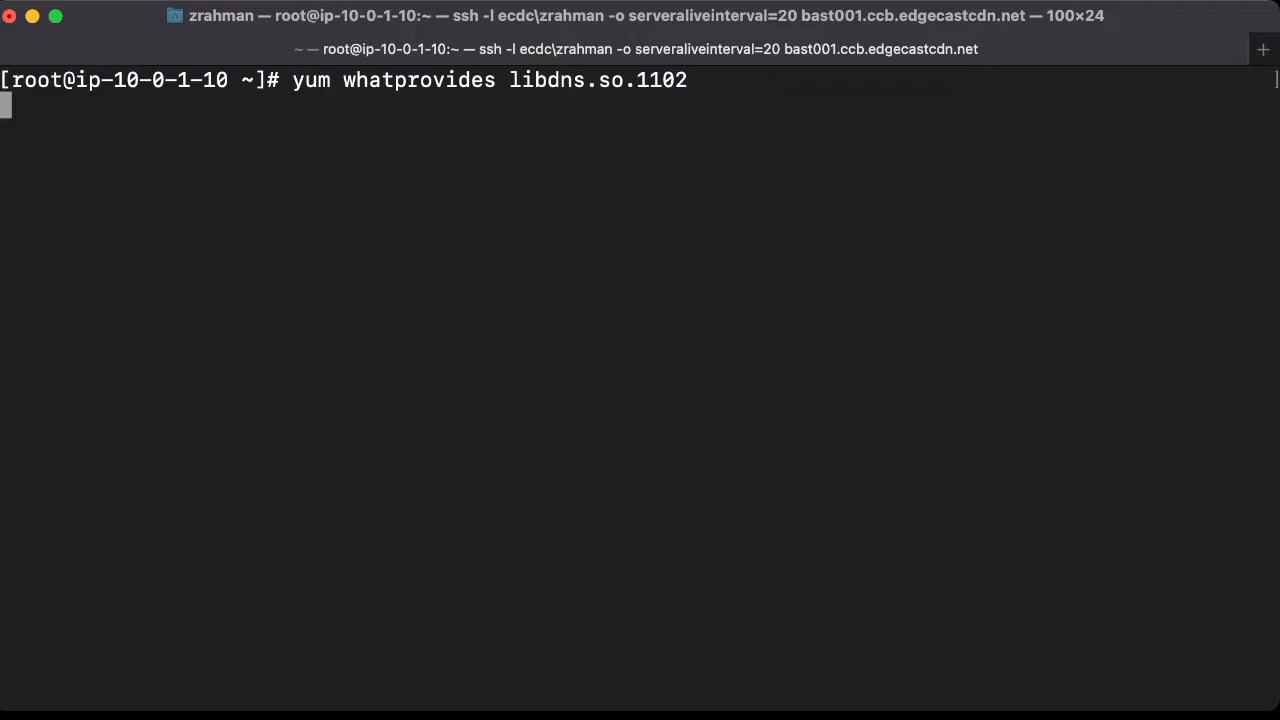 zrahman — root@ip-10-0-1-10:~ — ssh -l ecdc\zrahman -o serveraliveinterval=20 bast001.ccb.edgecastcdn.net — 100×24
~ — root@ip-10-0-1-10:~ — ssh -l ecdc\zrahman -o serveraliveinterval=20 bast001.ccb.edgecastcdn.net
+
[root@ip-10-0-1-10 ~]# yum whatprovides libdns.so.1102 ]